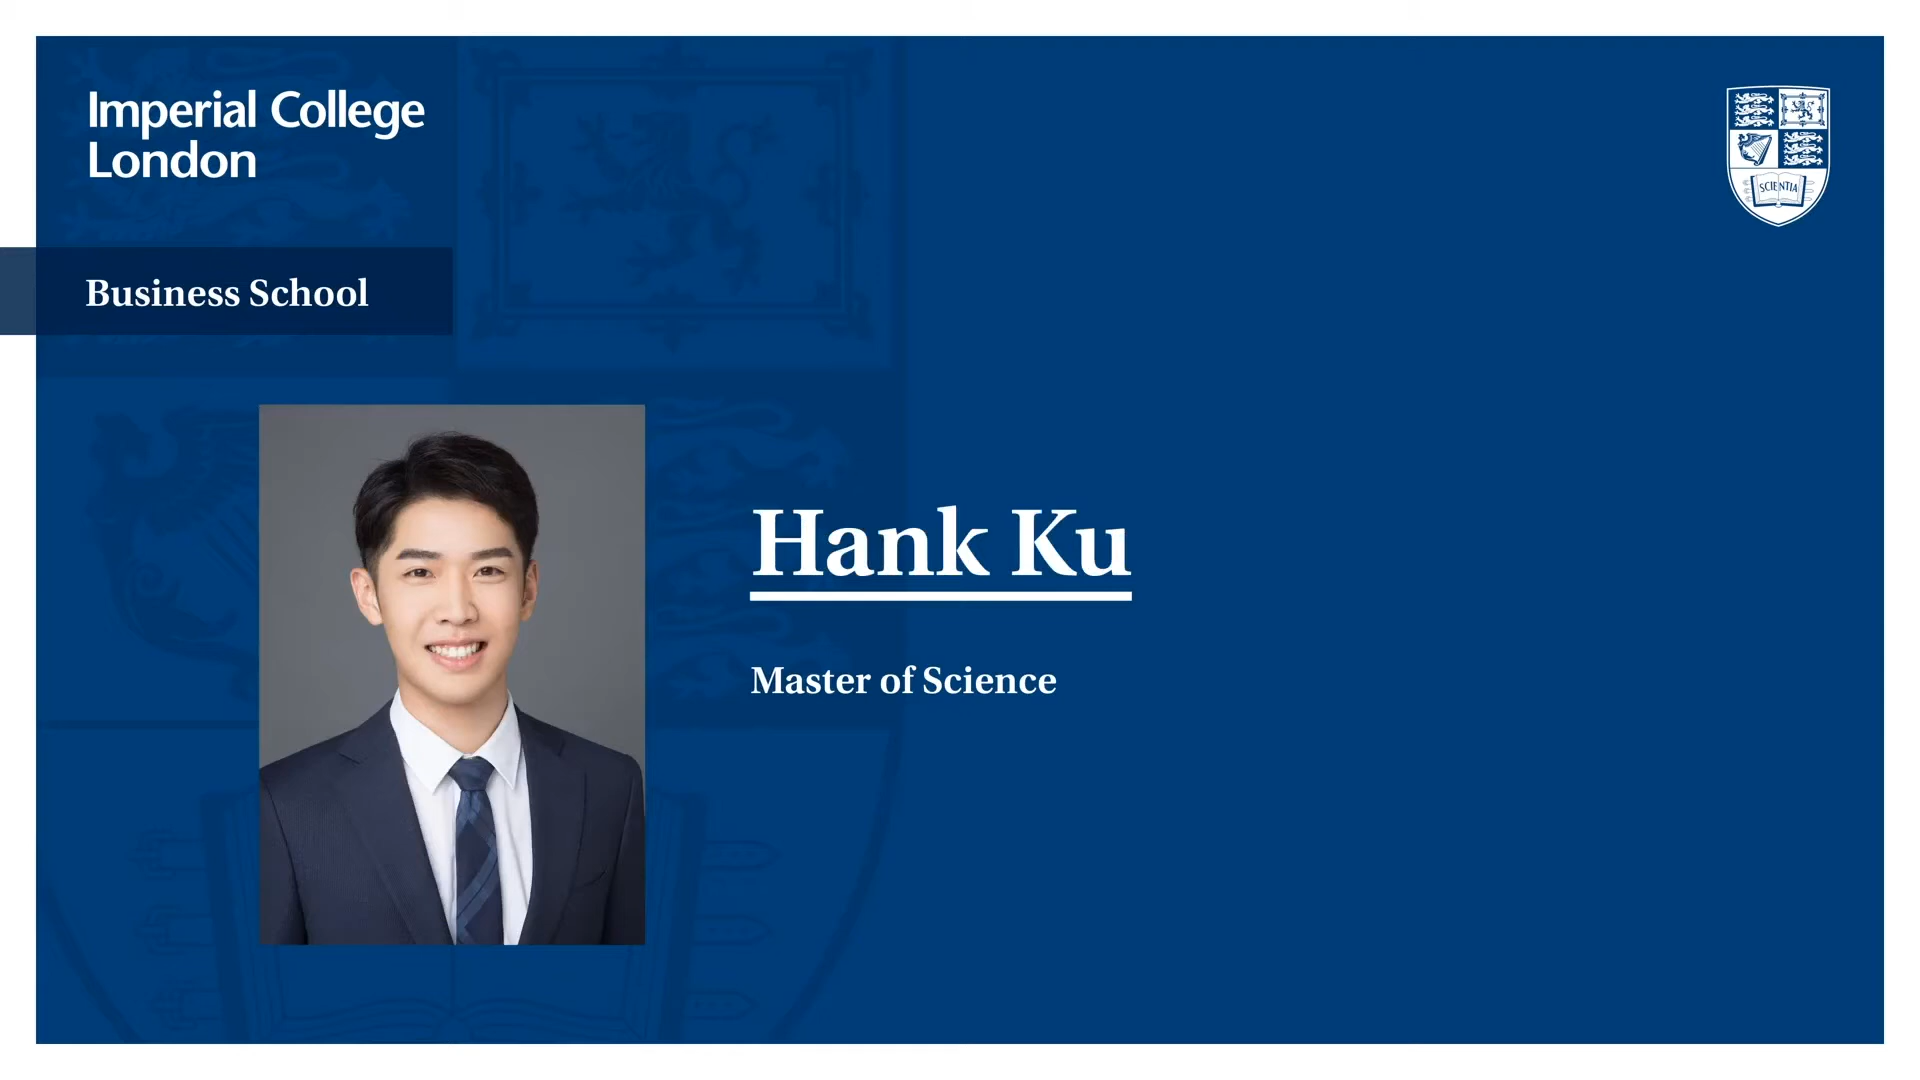 Imperial College
London
Business School
SCIENTIA
Hank Ku
Master of Science